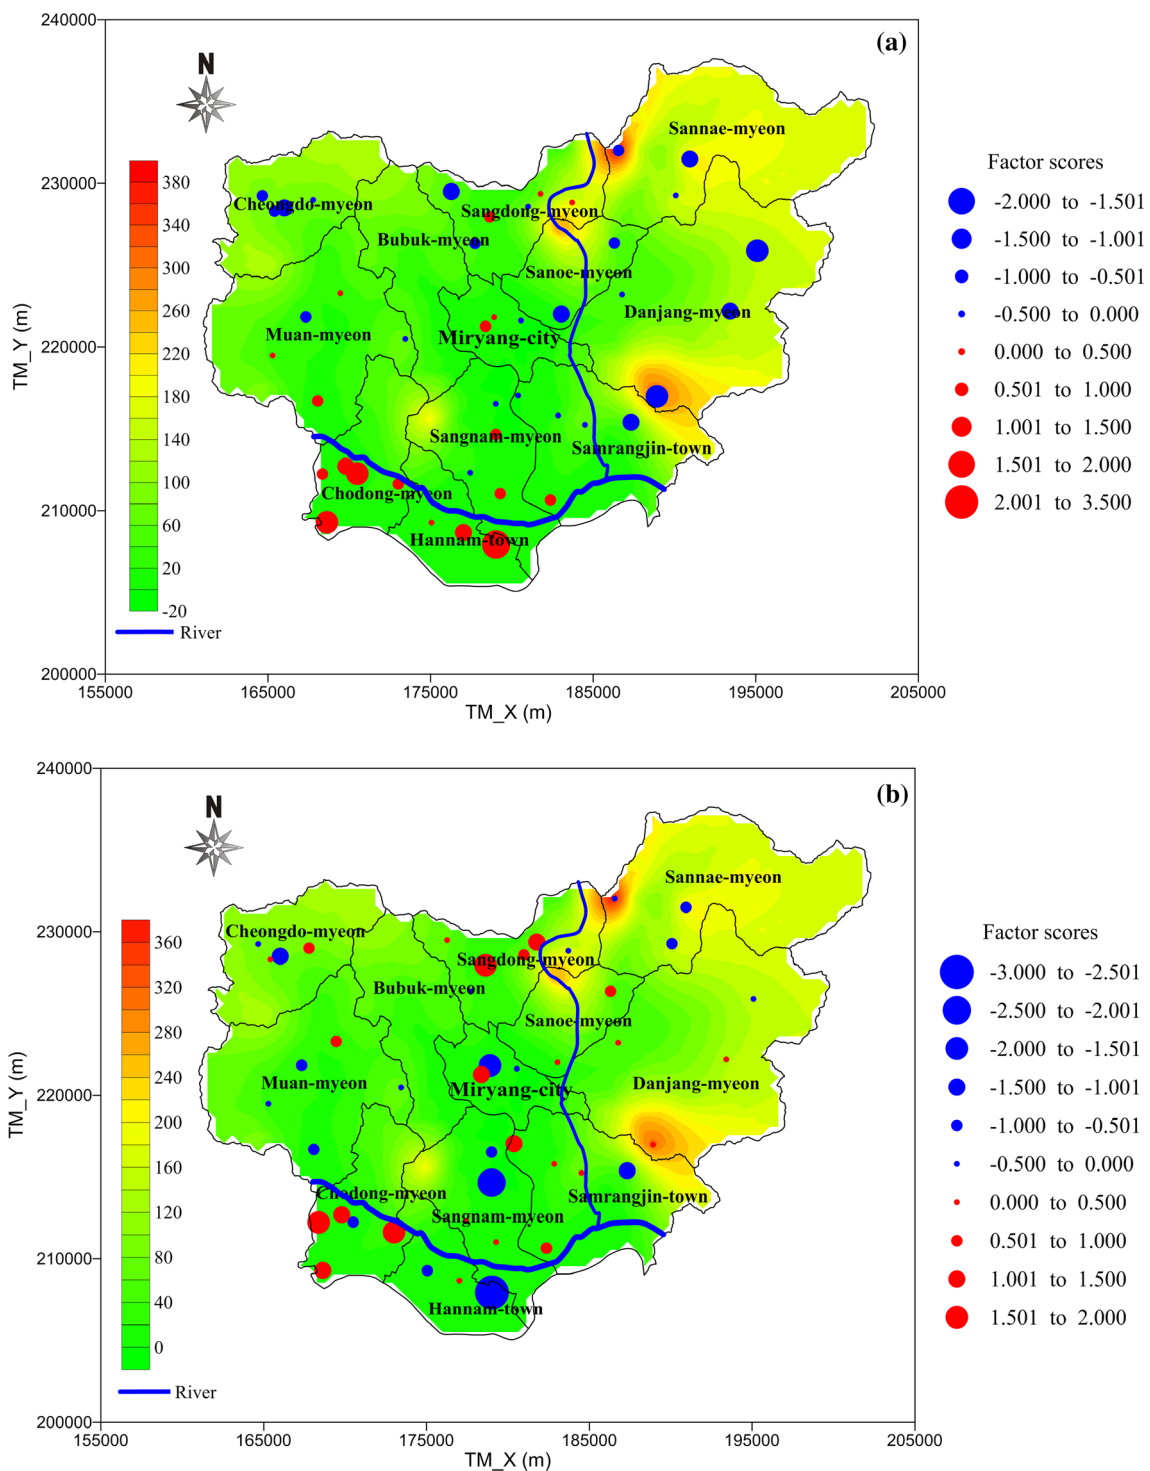 240000
(a)
N
Sannae-myeon
Factor scores
380
230000
-2.000 to -1.501
Cheongdo-myeon
Sangdong-myeon
340
-1.500 to -1.001
Bubuk-myeon
300
Sanoe-myeon
-1.000 to -0.501
260
Danjang-myeon
-0.500 to 0.000
Muan-myeon
Miryang-city
TM_Y (m)
220000
220
0.000 to 0.500
180
0.501 to 1.000
140
Sangnam-myeon
Samrangjin-town
1.001 to 1.500
100
1.501 to 2.000
Chodong-myeon
210000
2.001 to 3.500
60
Hannam-town
20
-20
River
200000
155000 165000 175000 185000 195000 205000
TM_X (m)
240000
(b)
N
Sannae-myeon
230000
Cheongdo-myeon
Factor scores
360
Sangdong-myeon
-3.000 to -2.501
320
Bubuk-myeon
-2.500 to -2.001
280
Sanoe-myeon
-2.000 to -1.501
240
Muan-myeon
Miryang-city
Danjang-myeon
-1.500 to -1.001
TM_Y (m)
220000
200
-1.000 to -0.501
160
-0.500 to 0.000
Chodong-myeon
Samrangjin-town
120
Sangnam-myeon
0.000 to 0.500
210000
80
0.501 to 1.000
40
Hannam-town
1.001 to 1.500
0
1.501 to 2.000
River
200000
155000 165000 175000 185000 195000 205000
TM_X (m)